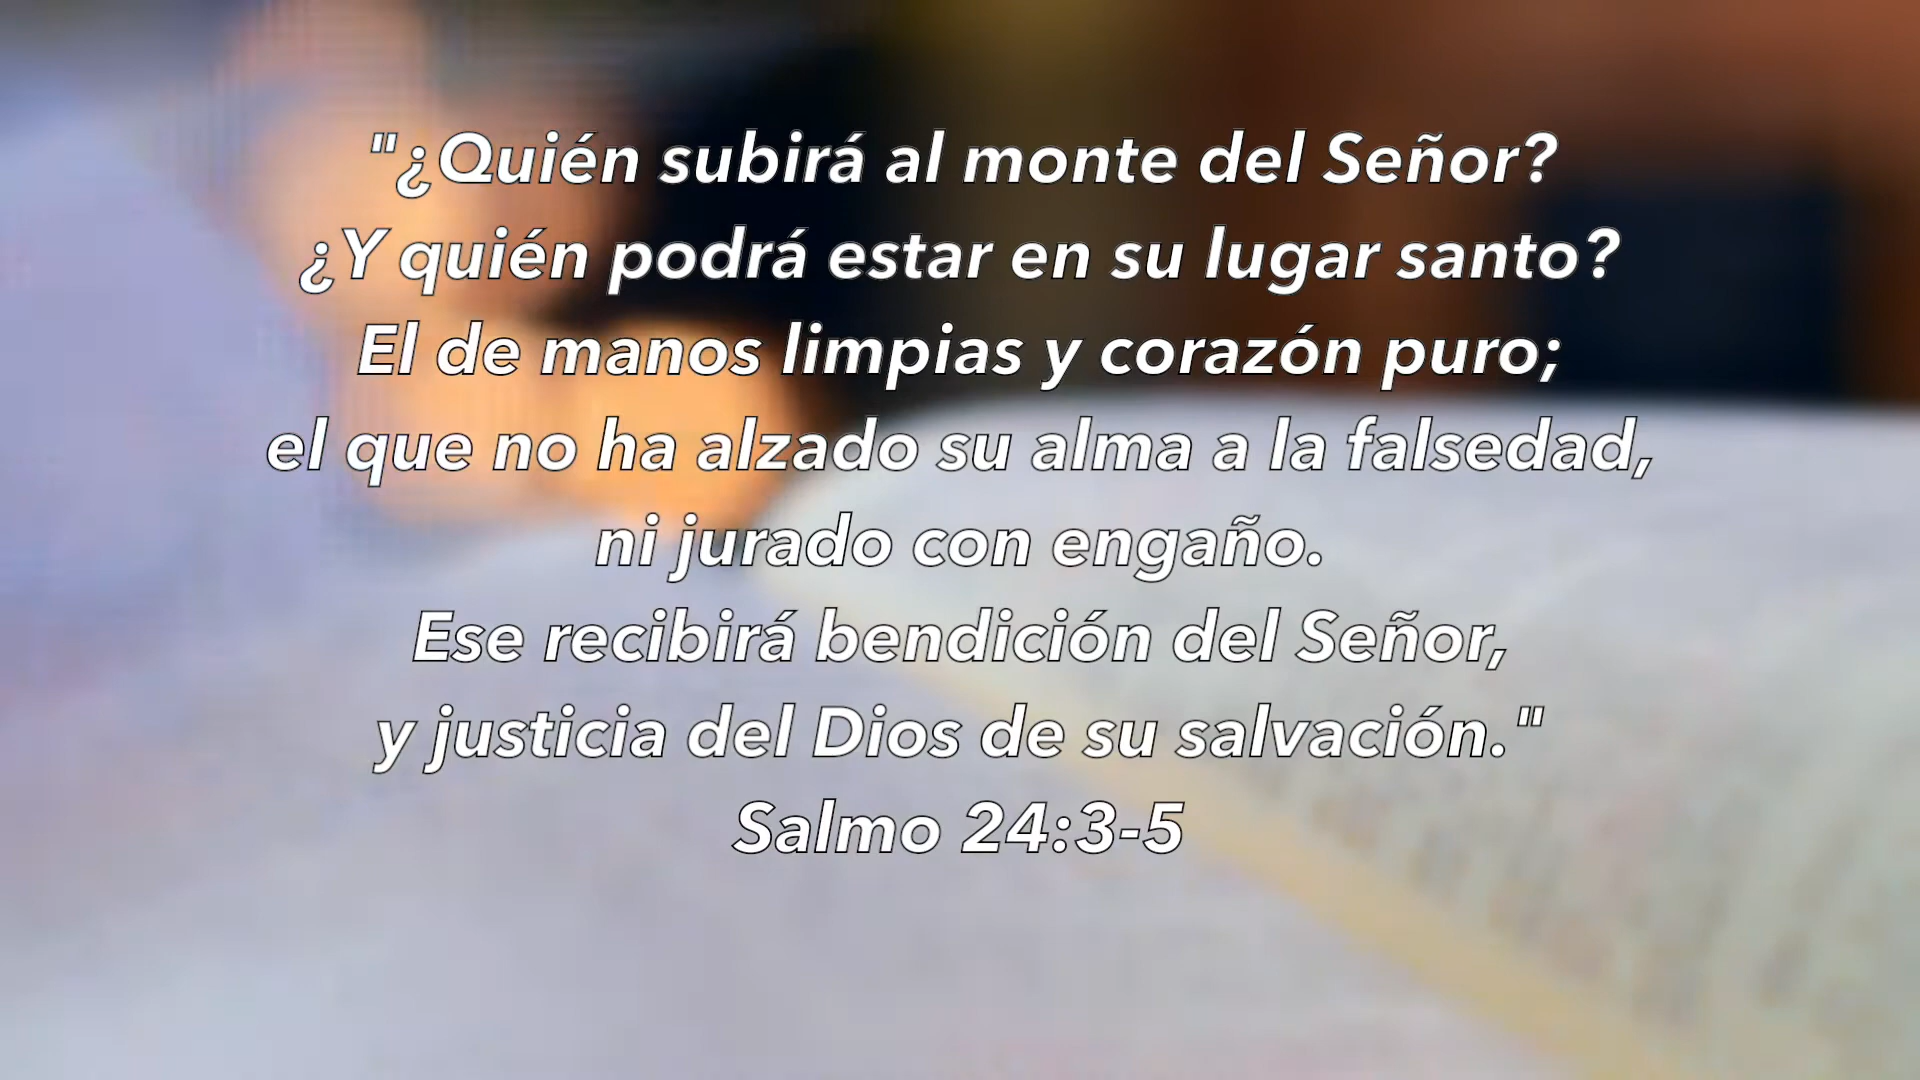 "¿Quién subirá al monte del Señor?
¿Y quién podrá estar en su lugar santo?
El de manos limpias y corazón puro;
el que no ha alzado su alma a la falsedad,
ni jurado con engaño.
Ese recibirá bendición del Señor,
y justicia del Dios de su salvación."
Salmo 24:3-5